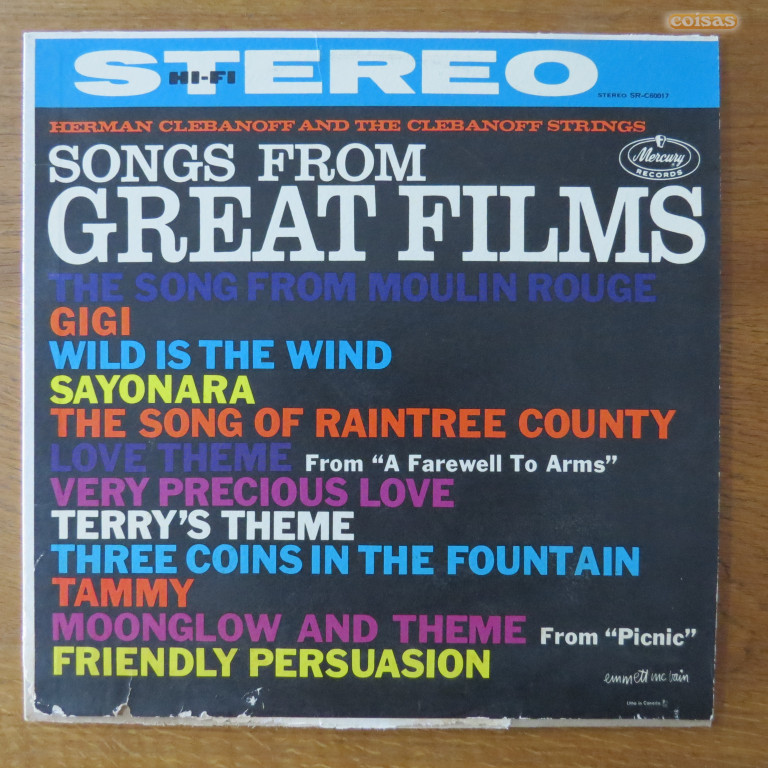 coisas
STEREO
HI-FI
STEREO SR-C60017
HERMAN CLEBANOFF AND THE CLEBANOFF STRINGS
SONGS FROM
Mercury
RECORDS
GREAT FILMS
THE SONG FROM MOULIN ROUGE
GIGI
WILD IS THE WIND
SAYONARA
THE SONG OF RAINTREE COUNTY
LOVE THEME From “A Farewell To Arms”
VERY PRECIOUS LOVE
TERRY’S THEME
THREE COINS IN THE FOUNTAIN
TAMMY
MOONGLOW AND THEME From “Picnic”
FRIENDLY PERSUASION
emmett mc bain
Litho in Canada